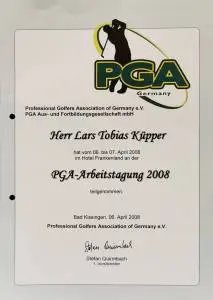 PGA
Germany
Professional Golfers Association of Germany e.V.
PGA Aus- und Fortbildungsgesellschaft mbH
Herr Lars Tobias Küpper
hat vom 06. bis 07. April 2008
im Hotel Frankenland an der
PGA-Arbeitstagung 2008
teilgenommen.
Bad Kissingen, 06. April 2008
Professional Golfers Association of Germany e.V.
Stefan Quirmbach